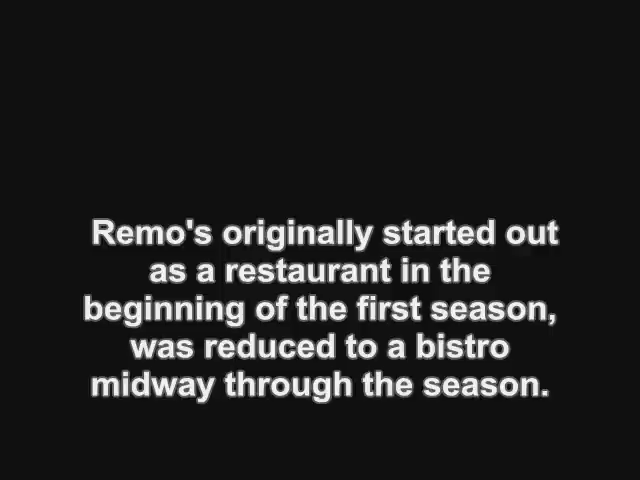 Remo's originally started out
as a restaurant in the
beginning of the first season,
was reduced to a bistro
midway through the season.